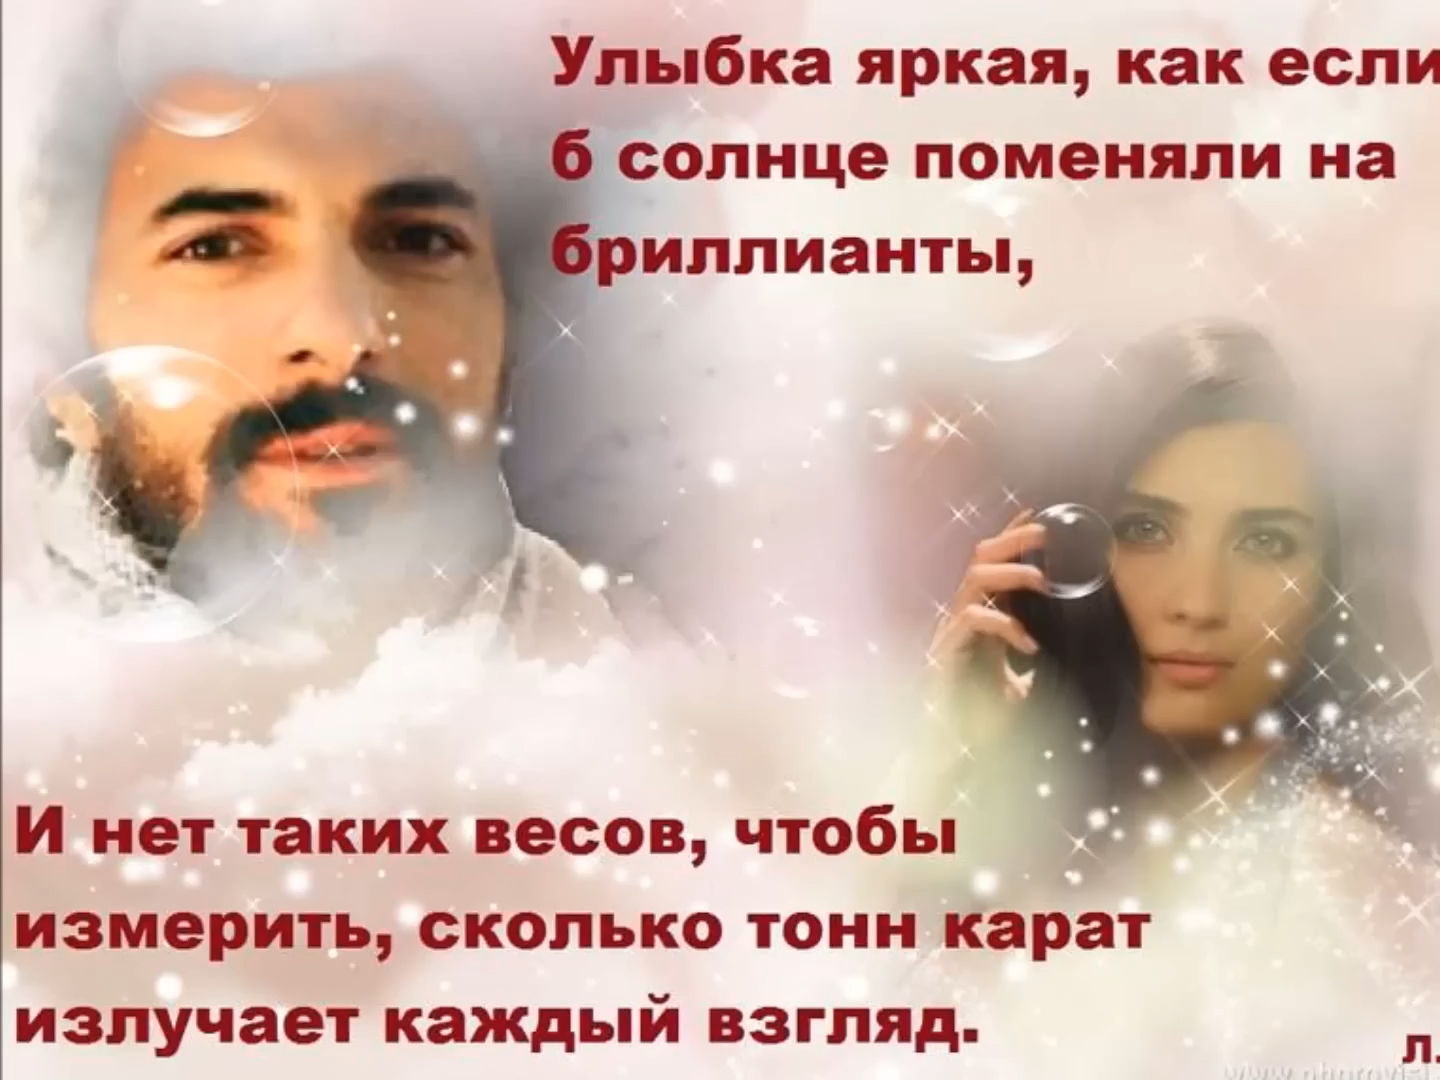 Улыбка яркая, как если
б солнце поменяли на
бриллианты,
И нет таких весов, чтобы
измерить, сколько тонн карат
излучает каждый взгляд.
Л.